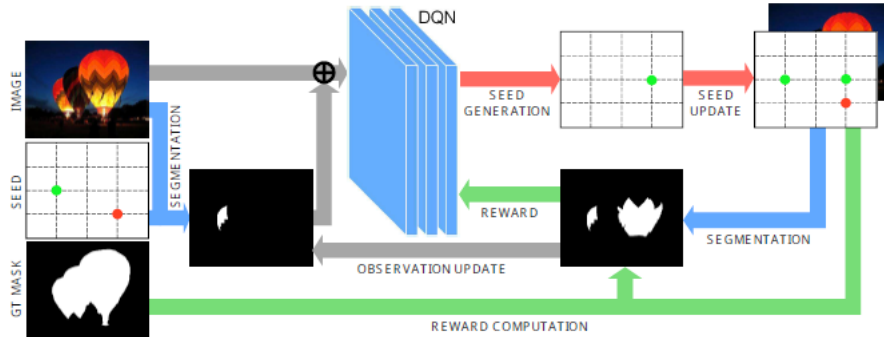 DQN
IMAGE
SEED
GENERATION
SEED
UPDATE
SEGMENTATION
SEED
REWARD
SEGMENTATION
OBSERVATION UPDATE
GT MASK
REWARD COMPUTATION